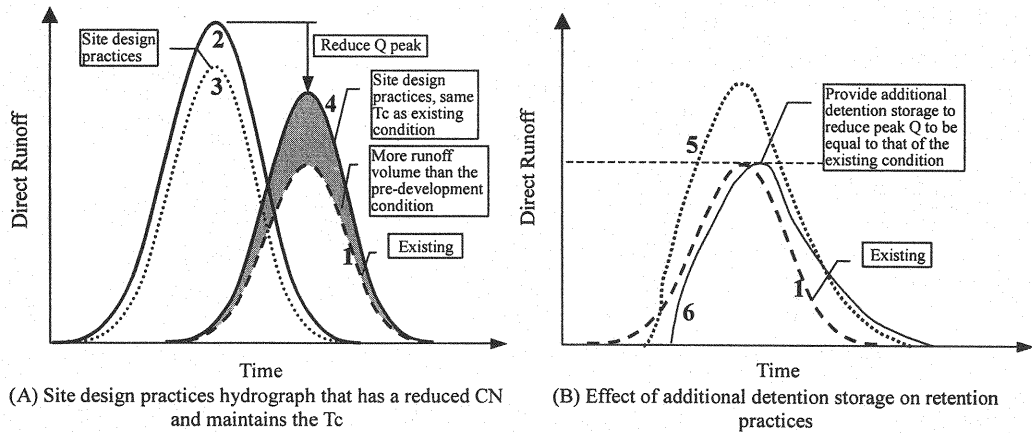 Site design
practices
2
3
Reduce Q peak
4
Site design
practices, same
Tc as existing
condition
More runoff
volume than the
pre-development
condition
Existing
1
Direct Runoff
Time
(A) Site design practices hydrograph that has a reduced CN
and maintains the Tc
Provide additional
detention storage to
reduce peak Q to be
equal to that of the
existing condition
5
Existing
1
6
Direct Runoff
Time
(B) Effect of additional detention storage on retention
practices